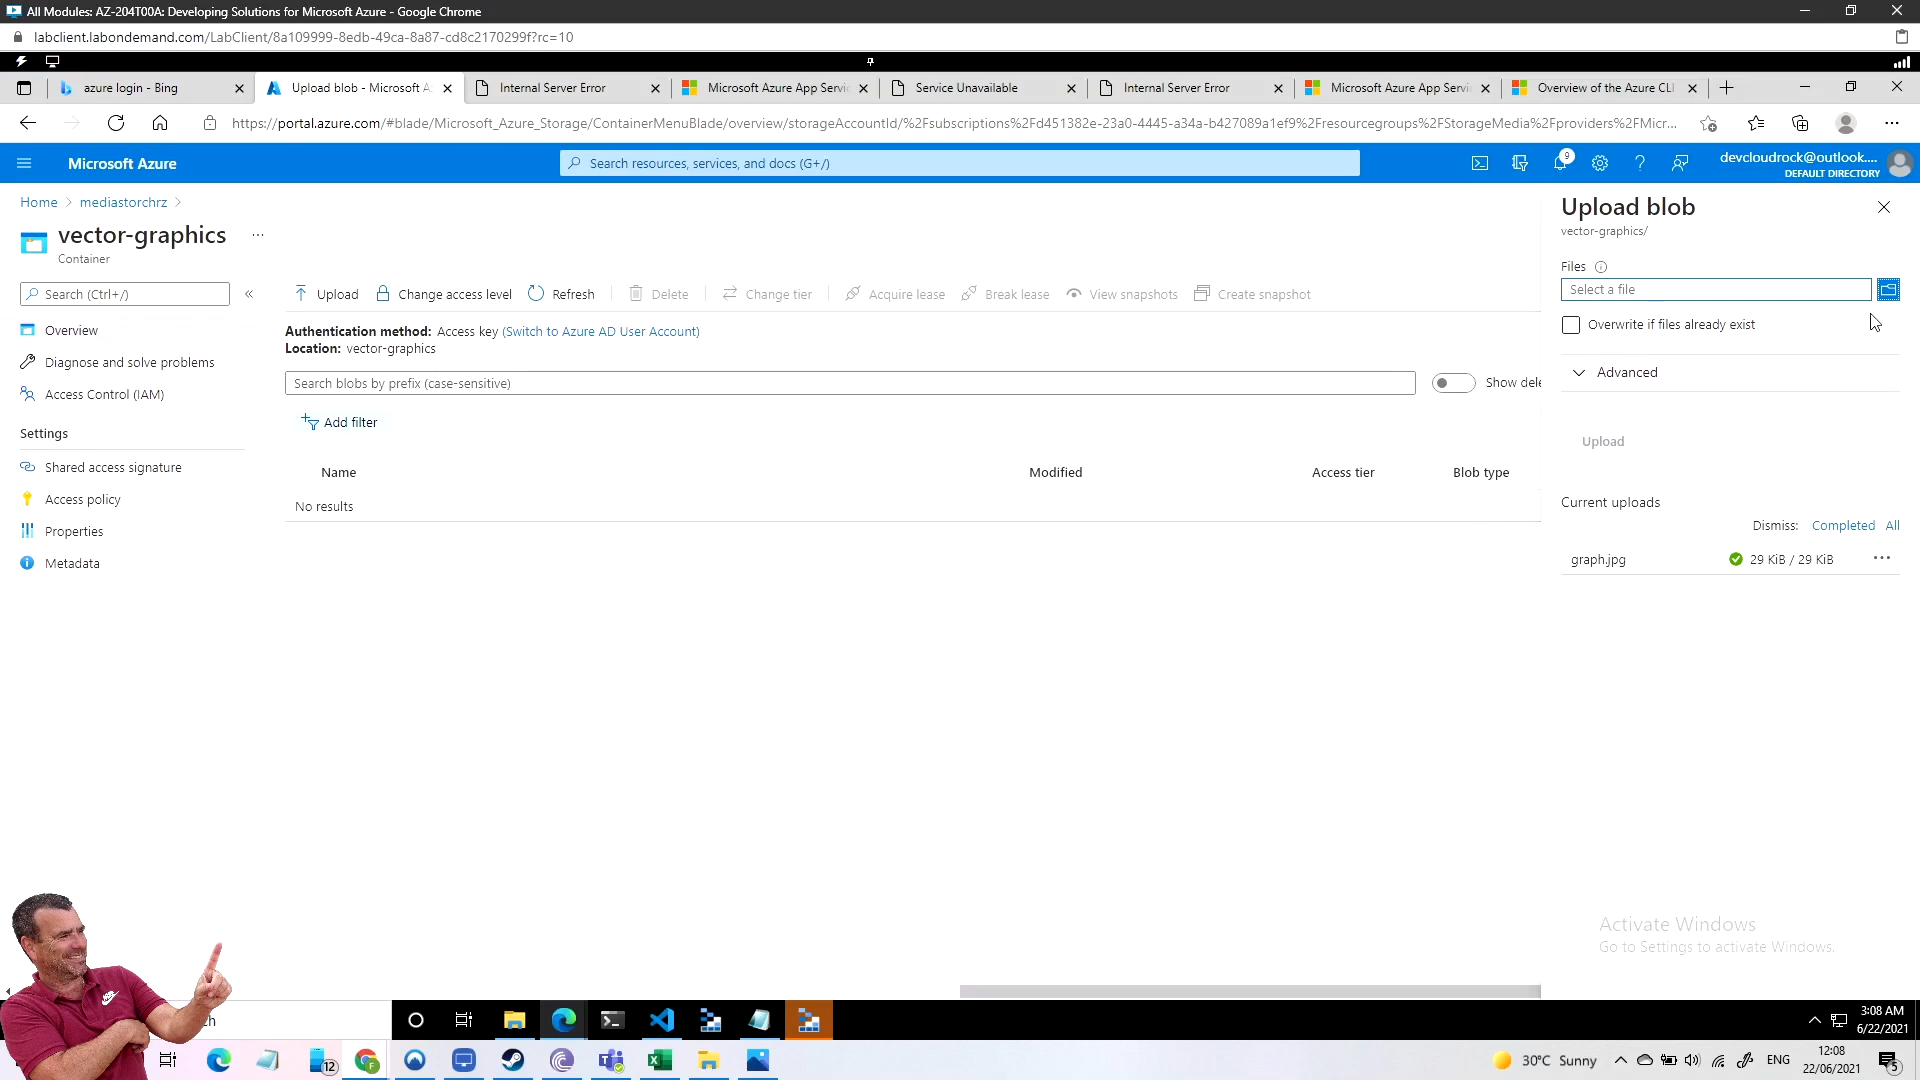 All Modules: AZ-204T00A: Developing Solutions for Microsoft Azure - Google Chrome
labclient.labondemand.com/LabClient/8a109999-8edb-49ca-8a87-cd8c2170299f?rc=10
azure login - Bing
Upload blob - Microsoft A
Internal Server Error
Microsoft Azure App Servic
Service Unavailable
Internal Server Error
Microsoft Azure App Servi
Overview of the Azure CLI
https://portal.azure.com/#blade/Microsoft_Azure_Storage/ContainerMenuBlade/overview/storageAccountId/%2Fsubscriptions%2Fd451382e-23a0-4445-a34a-b427089a1ef9%2Fresourcegroups%2FStorageMedia%2Fproviders%2FMicr...
Microsoft Azure
Search resources, services, and docs (G+/)
9
devcloudrock@outlook....
DEFAULT DIRECTORY
Home > mediastorchrz >
vector-graphics ...
Container
Search (Ctrl+/)
«
Overview
Diagnose and solve problems
Access Control (IAM)
Settings
Shared access signature
Access policy
Properties
Metadata
Upload
Change access level
Refresh
Delete
Change tier
Acquire lease
Break lease
View snapshots
Create snapshot
Authentication method: Access key (Switch to Azure AD User Account)
Location: vector-graphics
Search blobs by prefix (case-sensitive)
Show dele
Add filter
Name
Modified
Access tier
Blob type
No results
Upload blob
vector-graphics/
Files
Select a file
Overwrite if files already exist
Advanced
Upload
Current uploads
Dismiss: Completed All
graph.jpg
29 KiB / 29 KiB
Activate Windows
Go to Settings to activate Windows.
ch
3:08 AM
6/22/2021
12
30°C Sunny
ENG
12:08
22/06/2021
5